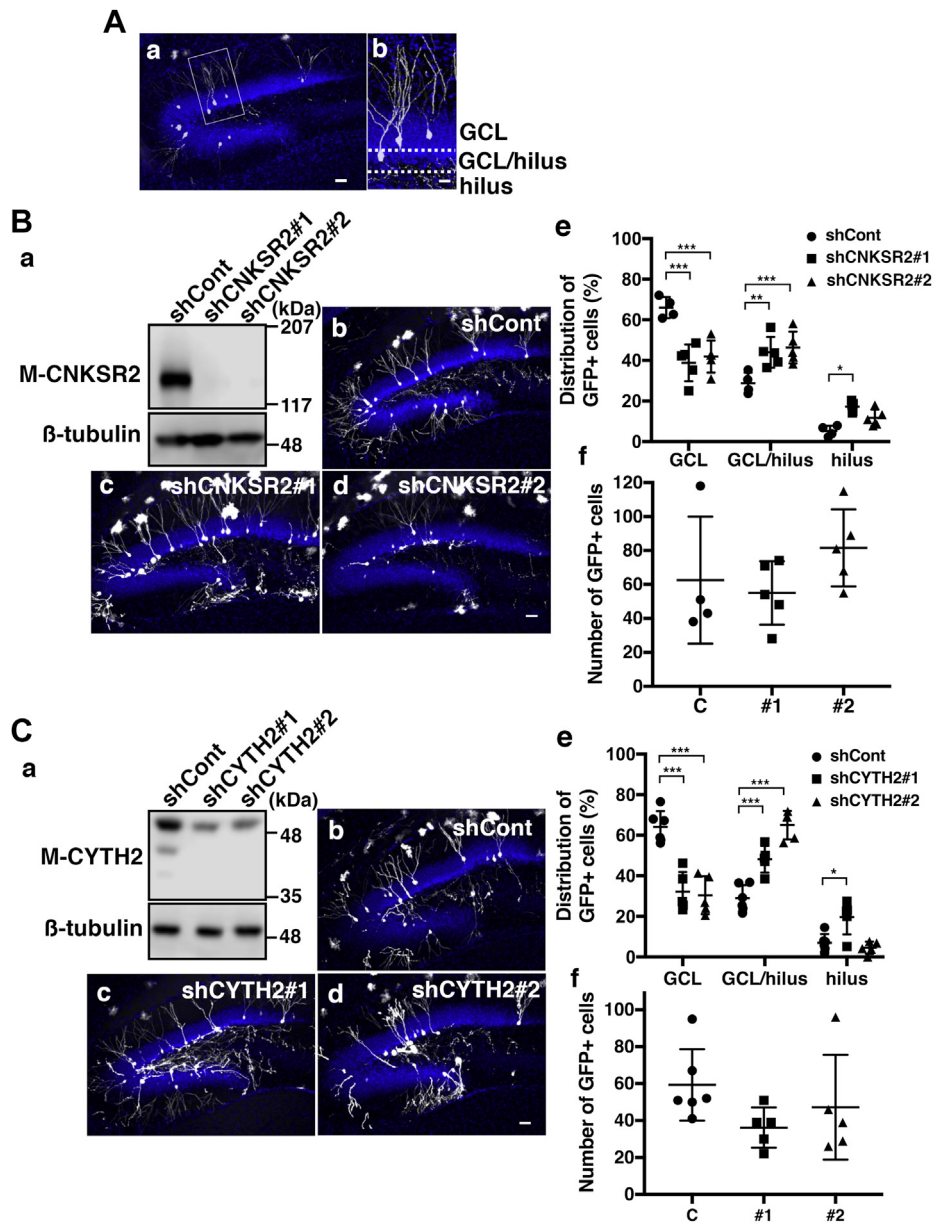 A
a
b
GCL
GCL/hilus
hilus
B
a
shCont
shCNKSR2#1
shCNKSR2#2
(kDa)
207
M-CNKSR2
117
ß-tubulin
48
b
shCont
c
shCNKSR2#1
d
shCNKSR2#2
e
shCont
shCNKSR2#1
shCNKSR2#2
Distribution of
GFP+ cells (%)
100
80
60
40
20
0
***
***
***
**
*
GCL
GCL/hilus
hilus
f
Number of GFP+ cells
120
100
80
60
40
20
0
C
#1
#2
C
a
shCont
shCYTH2#1
shCYTH2#2
(kDa)
48
M-CYTH2
35
ß-tubulin
48
b
shCont
c
shCYTH2#1
d
shCYTH2#2
e
shCont
shCYTH2#1
shCYTH2#2
Distribution of
GFP+ cells (%)
100
80
60
40
20
0
***
***
***
***
*
GCL
GCL/hilus
hilus
f
Number of GFP+ cells
100
80
60
40
20
0
C
#1
#2